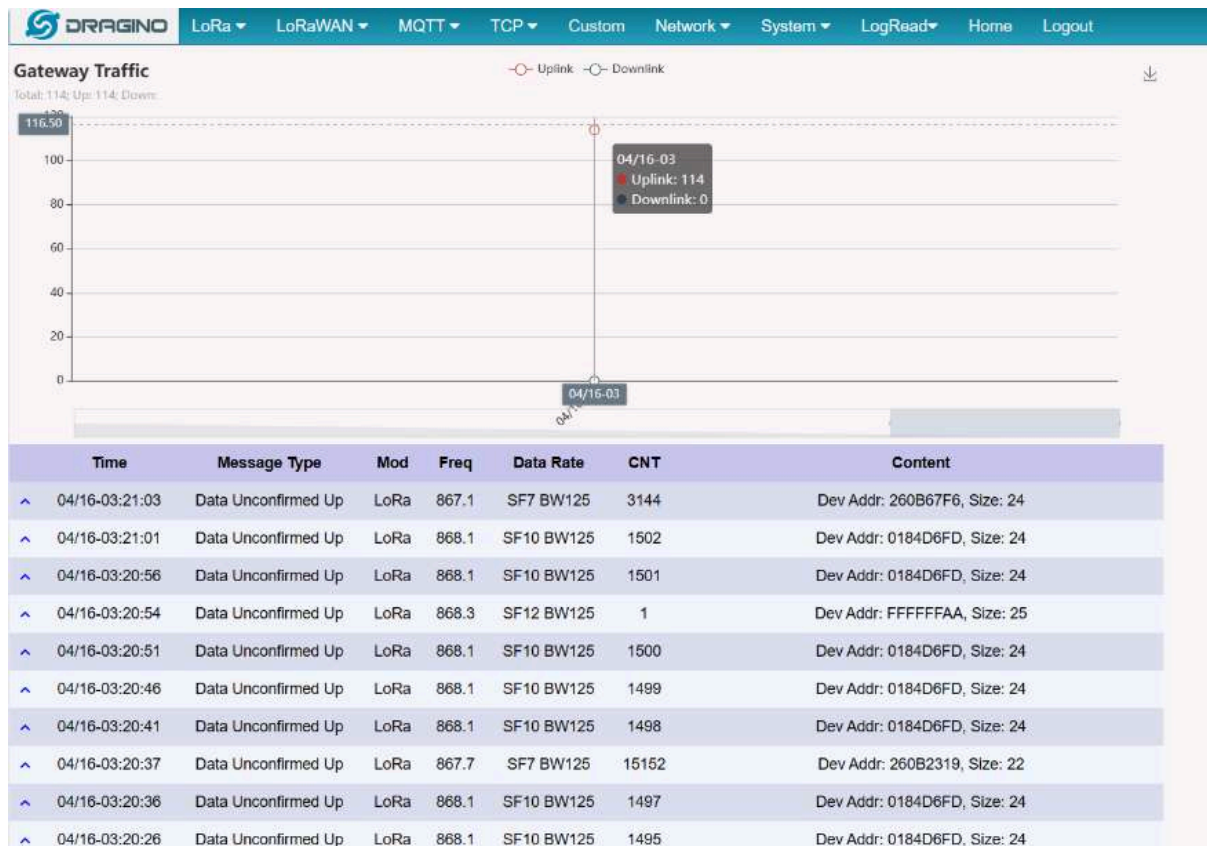 DRAGINO LoRa LoRaWAN MQTT TCP Custom Network System LogRead Home Logout
Gateway Traffic
Uplink Downlink
Total: 114; Up: 114; Down:
116.50
04/16-03
Uplink: 114
Downlink: 0
100
80
60
40
20
0
04/16-03
Time Message Type Mod Freq Data Rate CNT Content
04/16-03:21:03 Data Unconfirmed Up LoRa 867.1 SF7 BW125 3144 Dev Addr: 260B67F6, Size: 24
04/16-03:21:01 Data Unconfirmed Up LoRa 868.1 SF10 BW125 1502 Dev Addr: 0184D6FD, Size: 24
04/16-03:20:56 Data Unconfirmed Up LoRa 868.1 SF10 BW125 1501 Dev Addr: 0184D6FD, Size: 24
04/16-03:20:54 Data Unconfirmed Up LoRa 868.3 SF12 BW125 1 Dev Addr: FFFFFFAA, Size: 25
04/16-03:20:51 Data Unconfirmed Up LoRa 868.1 SF10 BW125 1500 Dev Addr: 0184D6FD, Size: 24
04/16-03:20:46 Data Unconfirmed Up LoRa 868.1 SF10 BW125 1499 Dev Addr: 0184D6FD, Size: 24
04/16-03:20:41 Data Unconfirmed Up LoRa 868.1 SF10 BW125 1498 Dev Addr: 0184D6FD, Size: 24
04/16-03:20:37 Data Unconfirmed Up LoRa 867.7 SF7 BW125 15152 Dev Addr: 260B2319, Size: 22
04/16-03:20:36 Data Unconfirmed Up LoRa 868.1 SF10 BW125 1497 Dev Addr: 0184D6FD, Size: 24
04/16-03:20:26 Data Unconfirmed Up LoRa 868.1 SF10 BW125 1495 Dev Addr: 0184D6FD, Size: 24